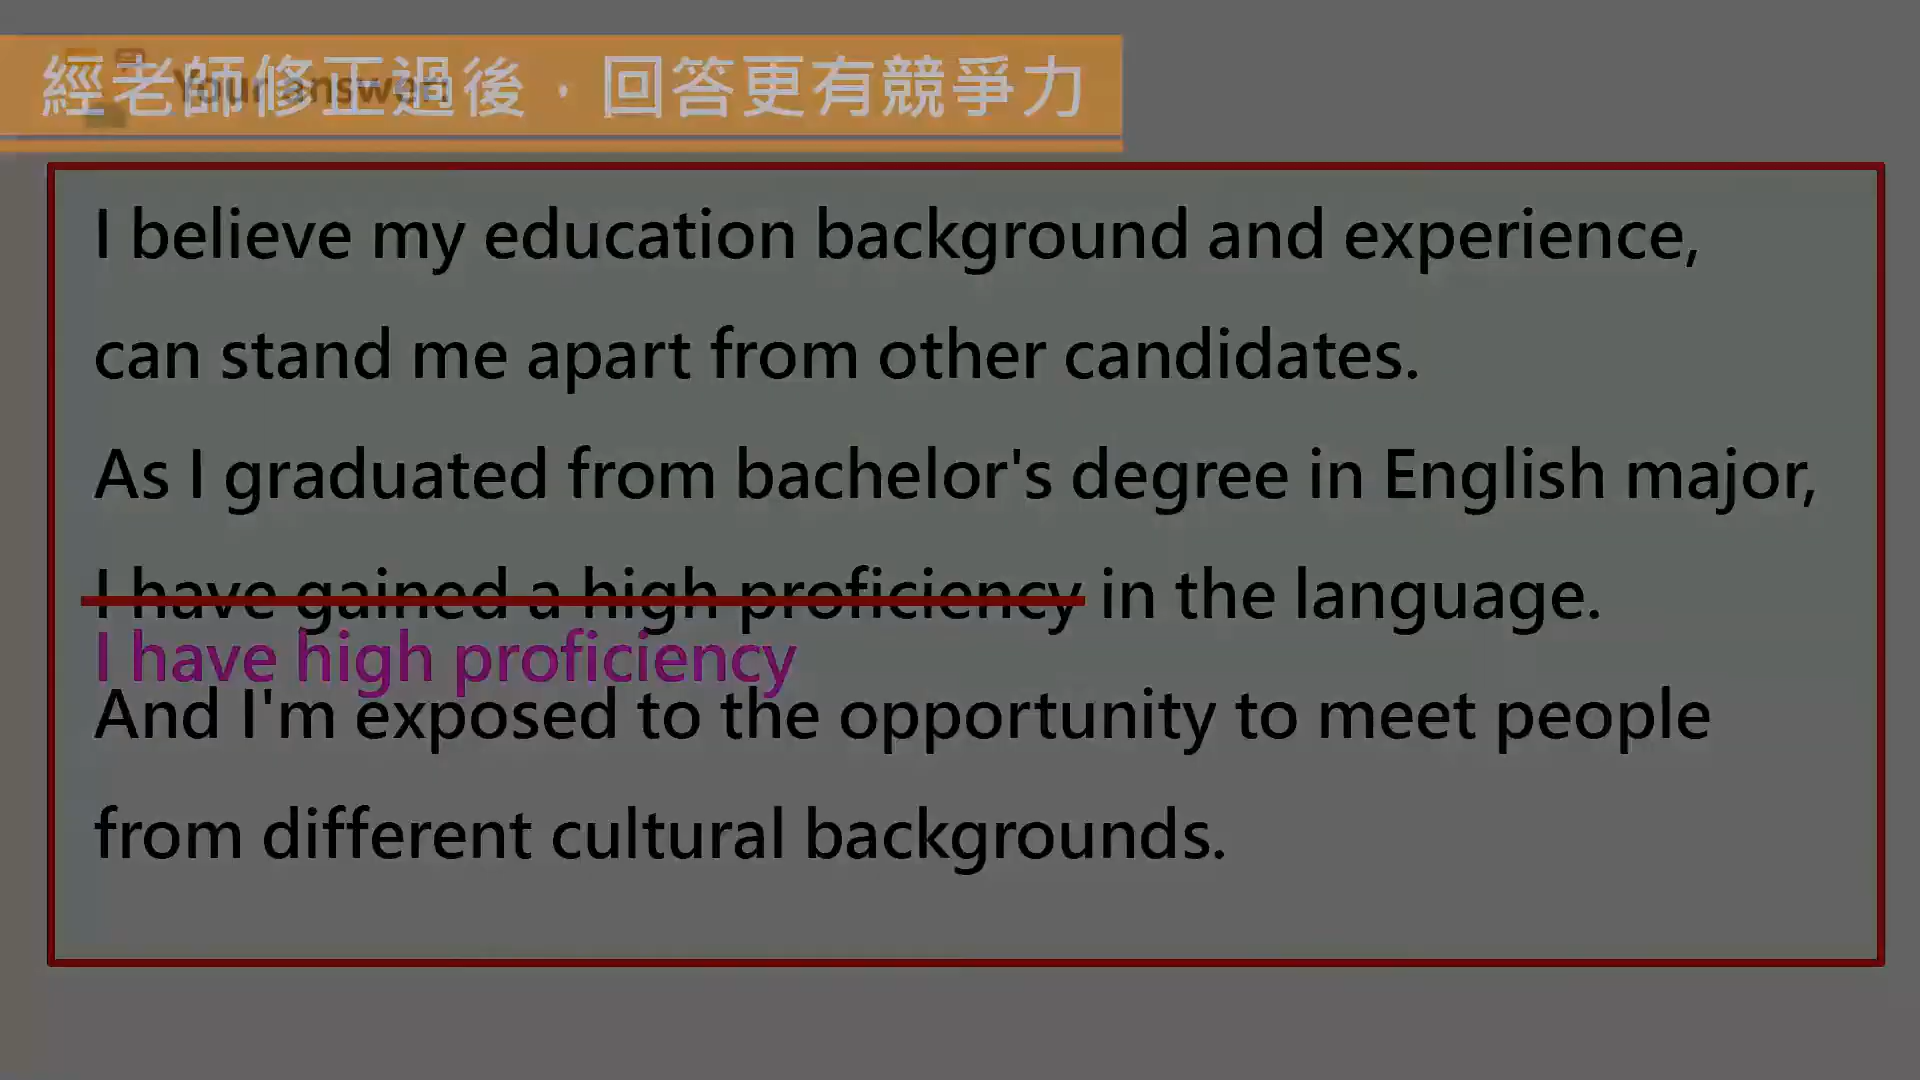 經老師修正過後，回答更有競爭力
Your answer:
I believe my education background and experience,
can stand me apart from other candidates.
As I graduated from bachelor's degree in English major,
I have gained a high proficiency in the language.
I have high proficiency
And I'm exposed to the opportunity to meet people
from different cultural backgrounds.